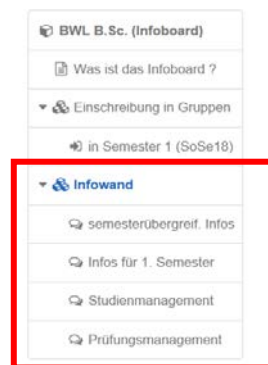 BWL B.Sc. (Infoboard)
Was ist das Infoboard ?
Einschreibung in Gruppen
in Semester 1 (SoSe18)
Infowand
semesterübergreif. Infos
Infos für 1. Semester
Studienmanagement
Prüfungsmanagement